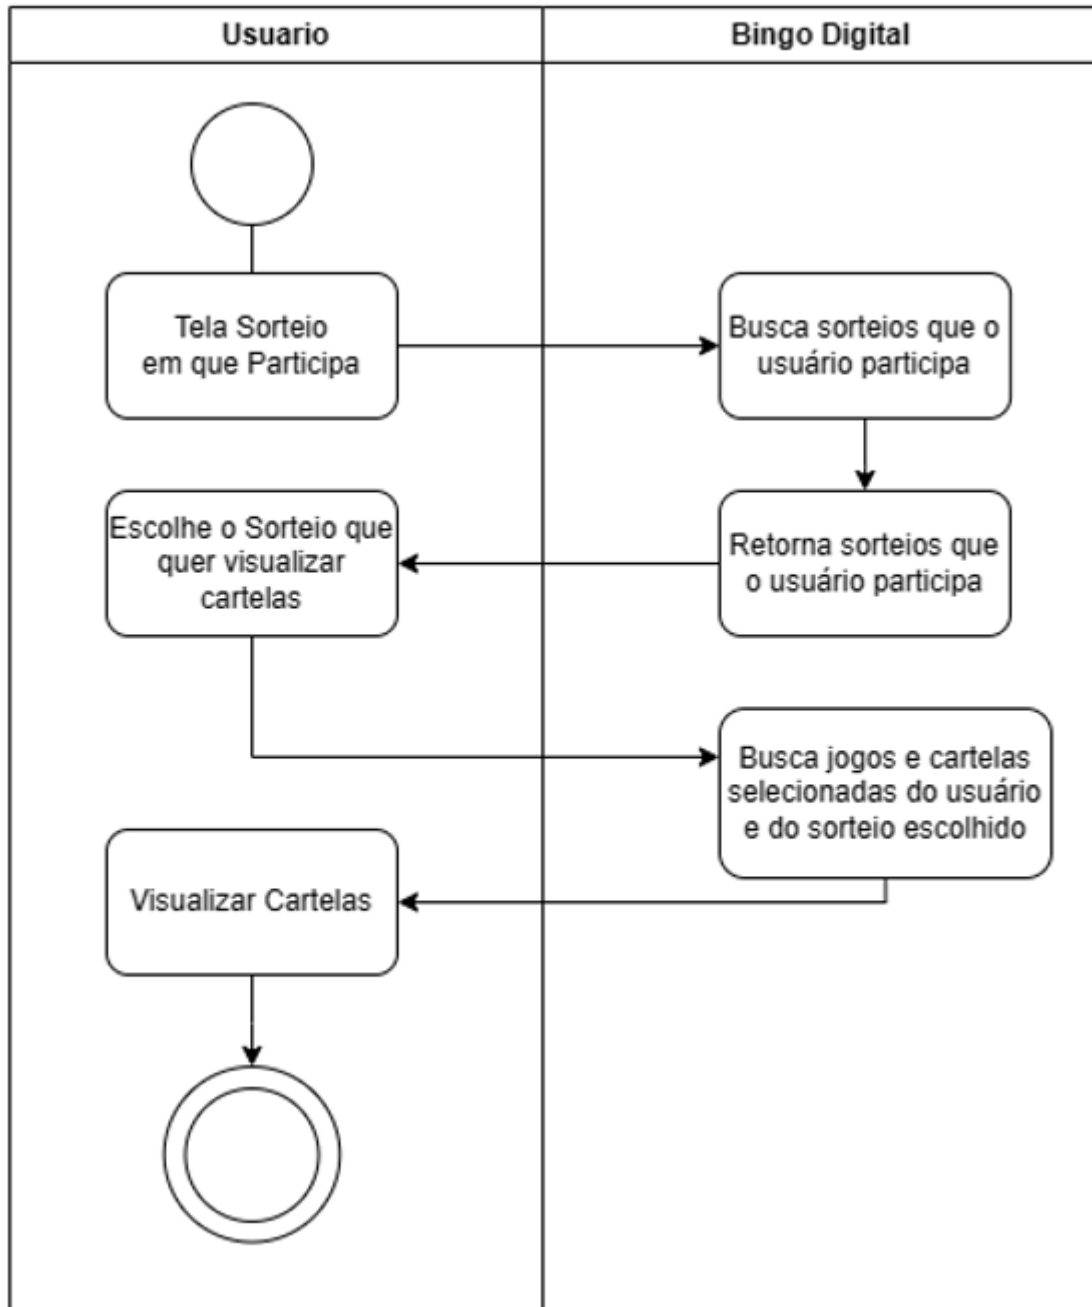 Usuario
Bingo Digital
Tela Sorteio
em que Participa
Busca sorteios que o
usuário participa
Escolhe o Sorteio que
quer visualizar
cartelas
Retorna sorteios que
o usuário participa
Busca jogos e cartelas
selecionadas do usuário
e do sorteio escolhido
Visualizar Cartelas